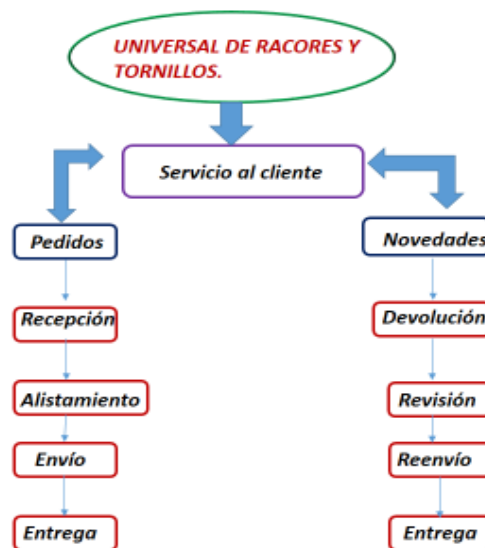 UNIVERSAL DE RACORES Y
TORNILLOS.
Servicio al cliente
Pedidos
Novedades
Recepción
Devolución
Alistamiento
Revisión
Envío
Reenvío
Entrega
Entrega